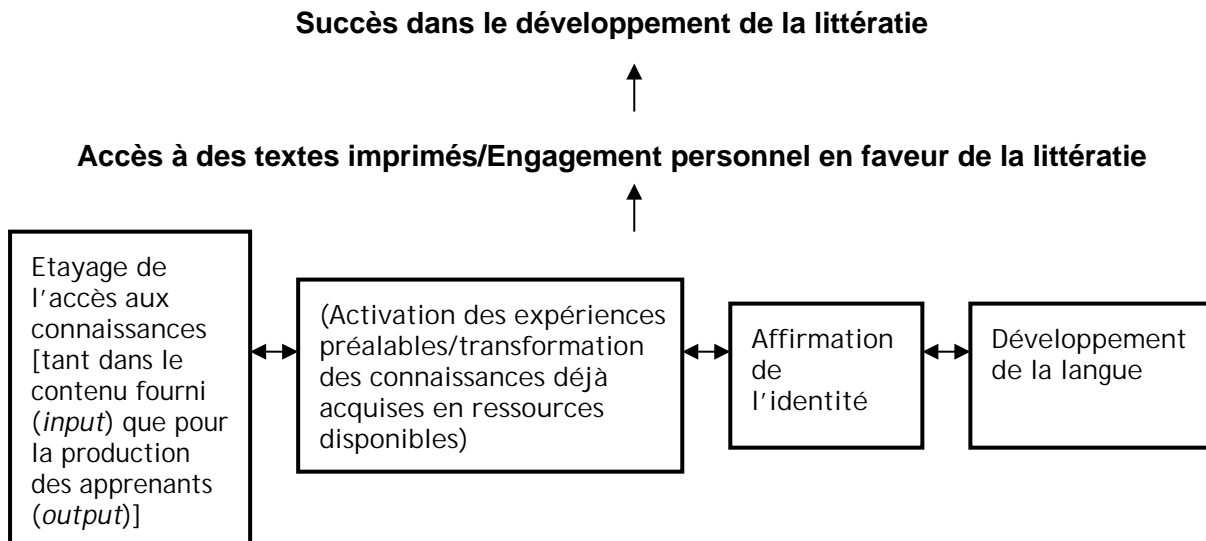 Succès dans le développement de la littératie
Accès à des textes imprimés/Engagement personnel en faveur de la littératie
Etayage de
l’accès aux
connaissances
[tant dans le
contenu fourni
(input) que pour
la production
des apprenants
(output)]
(Activation des expériences
préalables/transformation
des connaissances déjà
acquises en ressources
disponibles)
Affirmation
de
l’identité
Développement
de la langue